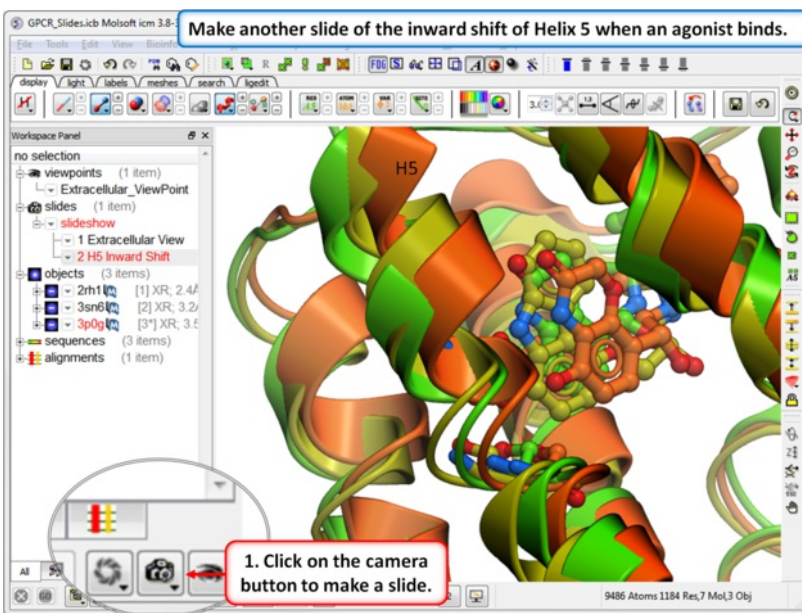 GPCR_Slides.icb Molsoft icm 3.8-
Make another slide of the inward shift of Helix 5 when an agonist binds.
File Tools Edit View Bioinfo
display light labels meshes search ligedit
Workspace Panel
no selection
viewpoints (1 item)
Extracellular_ViewPoint
slides (1 item)
slideshow
1 Extracellular View
2 H5 Inward Shift
objects (3 items)
2rh1 [1] XR; 2.4Å
3sn6 [2] XR; 3.2
3p0g [3*] XR; 3.5
sequences (3 items)
alignments (1 item)
H5
1. Click on the camera
button to make a slide.
All
9486 Atoms 1184 Res,7 Mol,3 Obj